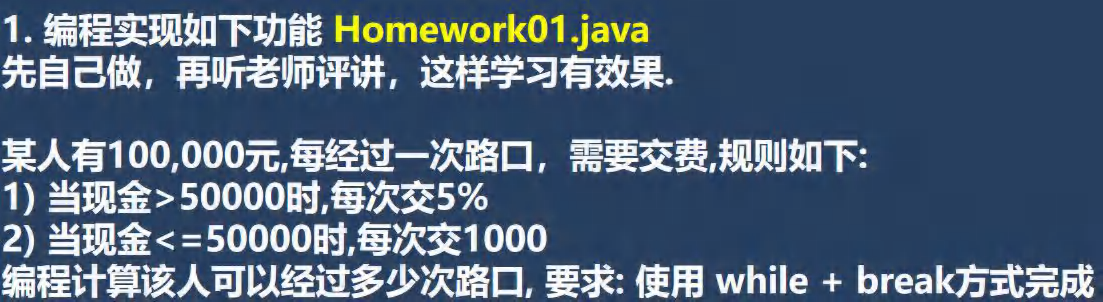 1. 编程实现如下功能 Homework01.java
先自己做，再听老师评讲，这样学习有效果.
某人有100,000元,每经过一次路口，需要交费,规则如下:
1) 当现金>50000时,每次交5%
2) 当现金<=50000时,每次交1000
编程计算该人可以经过多少次路口, 要求: 使用 while + break方式完成